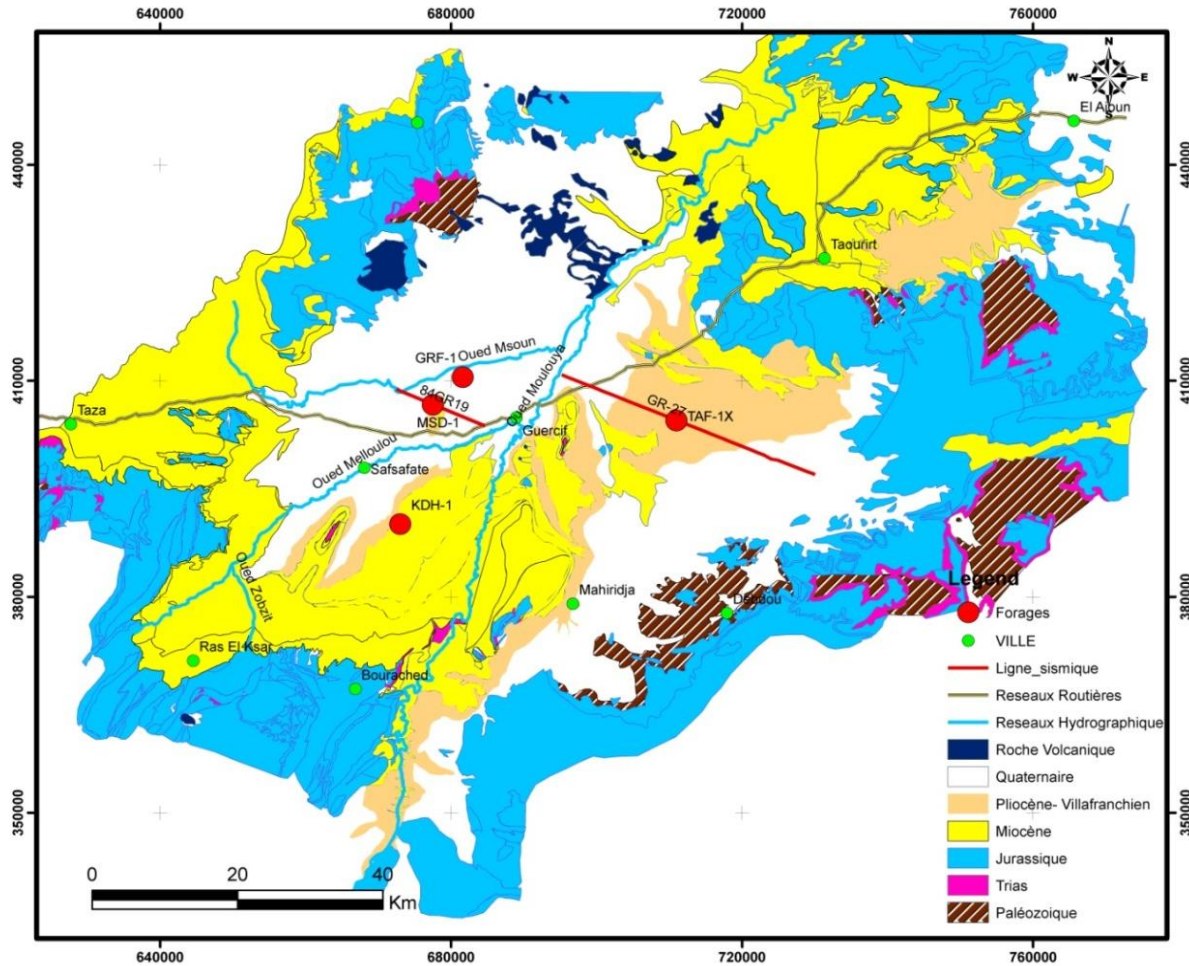 640000 680000 720000 760000
N
W E
S
El Aioun
440000 440000
Taourirt
GRF-1 Oued Msoun
Oued Moulouya
410000 410000
84GR19
GR-27
TAF-1X
Taza
MSD-1
Guercif
Oued Melloulou
Safsafate
KDH-1
Oued Zobzit
380000 380000
Mahiridja
Debdou
Ras El Ksar
Bourached
350000 350000
Legend
Forages
VILLE
Ligne_sismique
Reseaux Routières
Reseaux Hydrographique
Roche Volcanique
Quaternaire
Pliocène- Villafranchien
Miocène
Jurassique
Trias
Paléozoique
0 20 40
Km
640000 680000 720000 760000